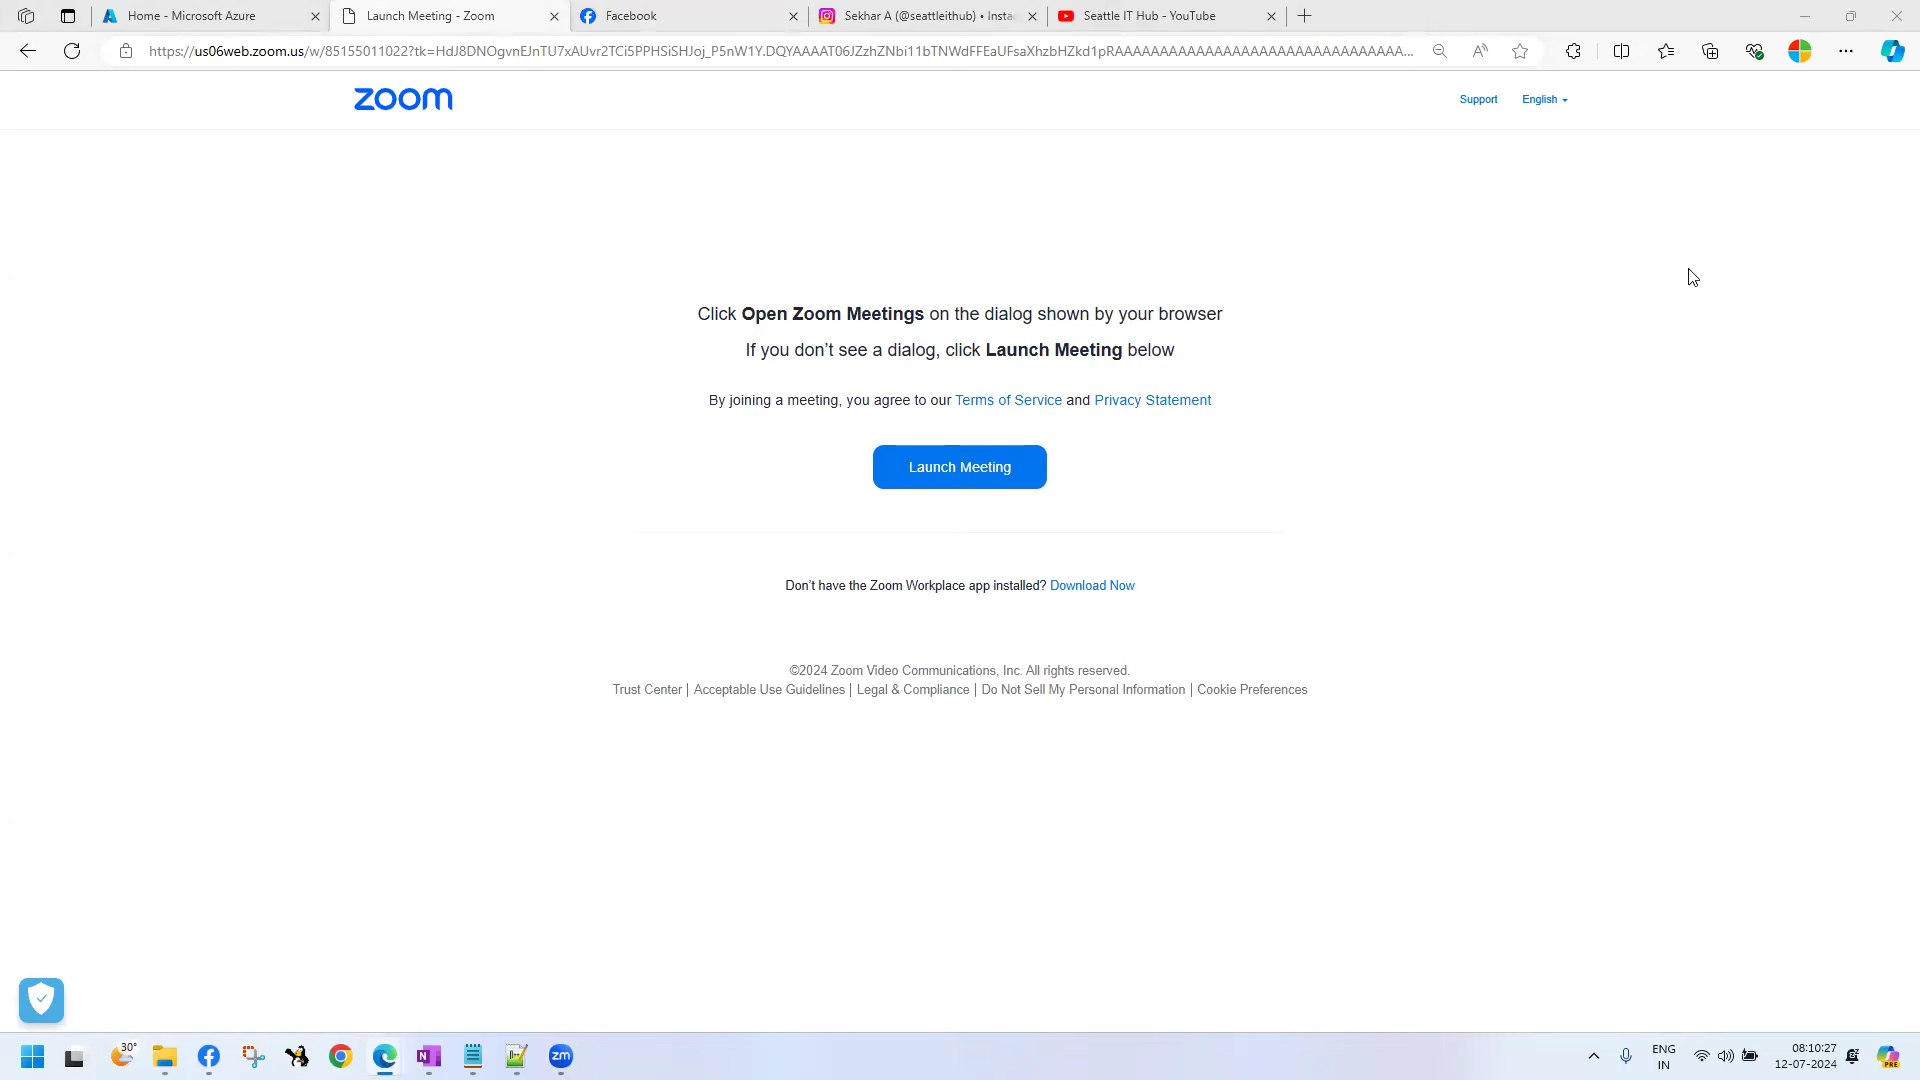 Home - Microsoft Azure
Launch Meeting - Zoom
Facebook
Sekhar A (@seattleithub) • Insta
Seattle IT Hub - YouTube
https://us06web.zoom.us/w/85155011022?tk=HdJ8DNOgvnEJnTU7xAUvr2TCi5PPHSiSHJoj_P5nW1Y.DQYAAAAT06JZzhZNbi11bTNWdFFEaUFsaXhzbHZkd1pRAAAAAAAAAAAAAAAAAAAAAAAAAAAAAAAA...
zoom
Support
English
Click Open Zoom Meetings on the dialog shown by your browser
If you don’t see a dialog, click Launch Meeting below
By joining a meeting, you agree to our Terms of Service and Privacy Statement
Launch Meeting
Don’t have the Zoom Workplace app installed? Download Now
©2024 Zoom Video Communications, Inc. All rights reserved.
Trust Center | Acceptable Use Guidelines | Legal & Compliance | Do Not Sell My Personal Information | Cookie Preferences
30°
zm
ENG
IN
08:10:27
12-07-2024
PRE